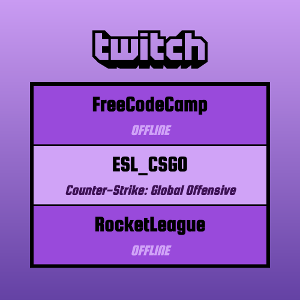 twitch
FreeCodeCamp
OFFLINE
ESL_CSGO
Counter-Strike: Global Offensive
RocketLeague
OFFLINE